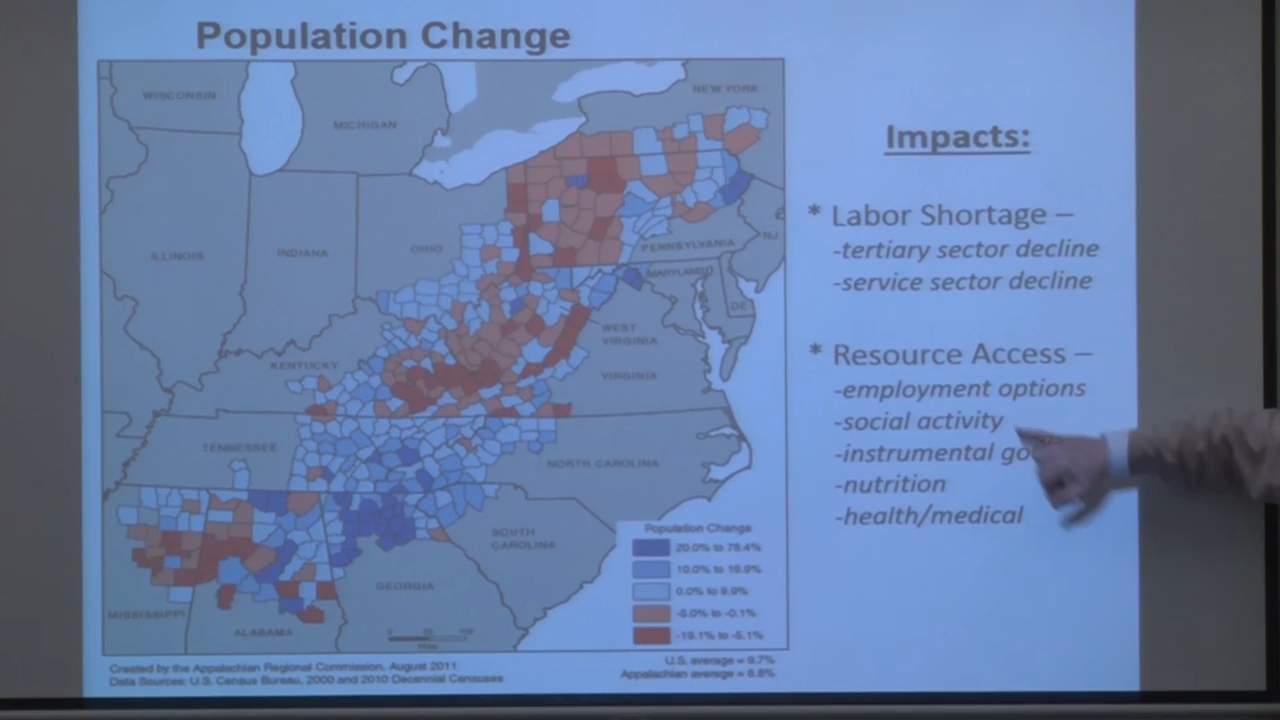 Population Change
WISCONSIN
MICHIGAN
NEW YORK
ILLINOIS
INDIANA
OHIO
PENNSYLVANIA
NJ
MARYLAND
DE
WEST
VIRGINIA
KENTUCKY
VIRGINIA
TENNESSEE
NORTH CAROLINA
SOUTH
CAROLINA
MISSISSIPPI
ALABAMA
GEORGIA
Population Change
20.0% to 78.4%
10.0% to 19.9%
0.0% to 9.9%
-5.0% to -0.1%
-19.1% to -5.1%
Created by the Appalachian Regional Commission, August 2011
Data Sources: U.S. Census Bureau, 2000 and 2010 Decennial Censuses
U.S. average = 9.7%
Appalachian average = 6.8%
Impacts:
* Labor Shortage –
-tertiary sector decline
-service sector decline
* Resource Access –
-employment options
-social activity
-instrumental go
-nutrition
-health/medical